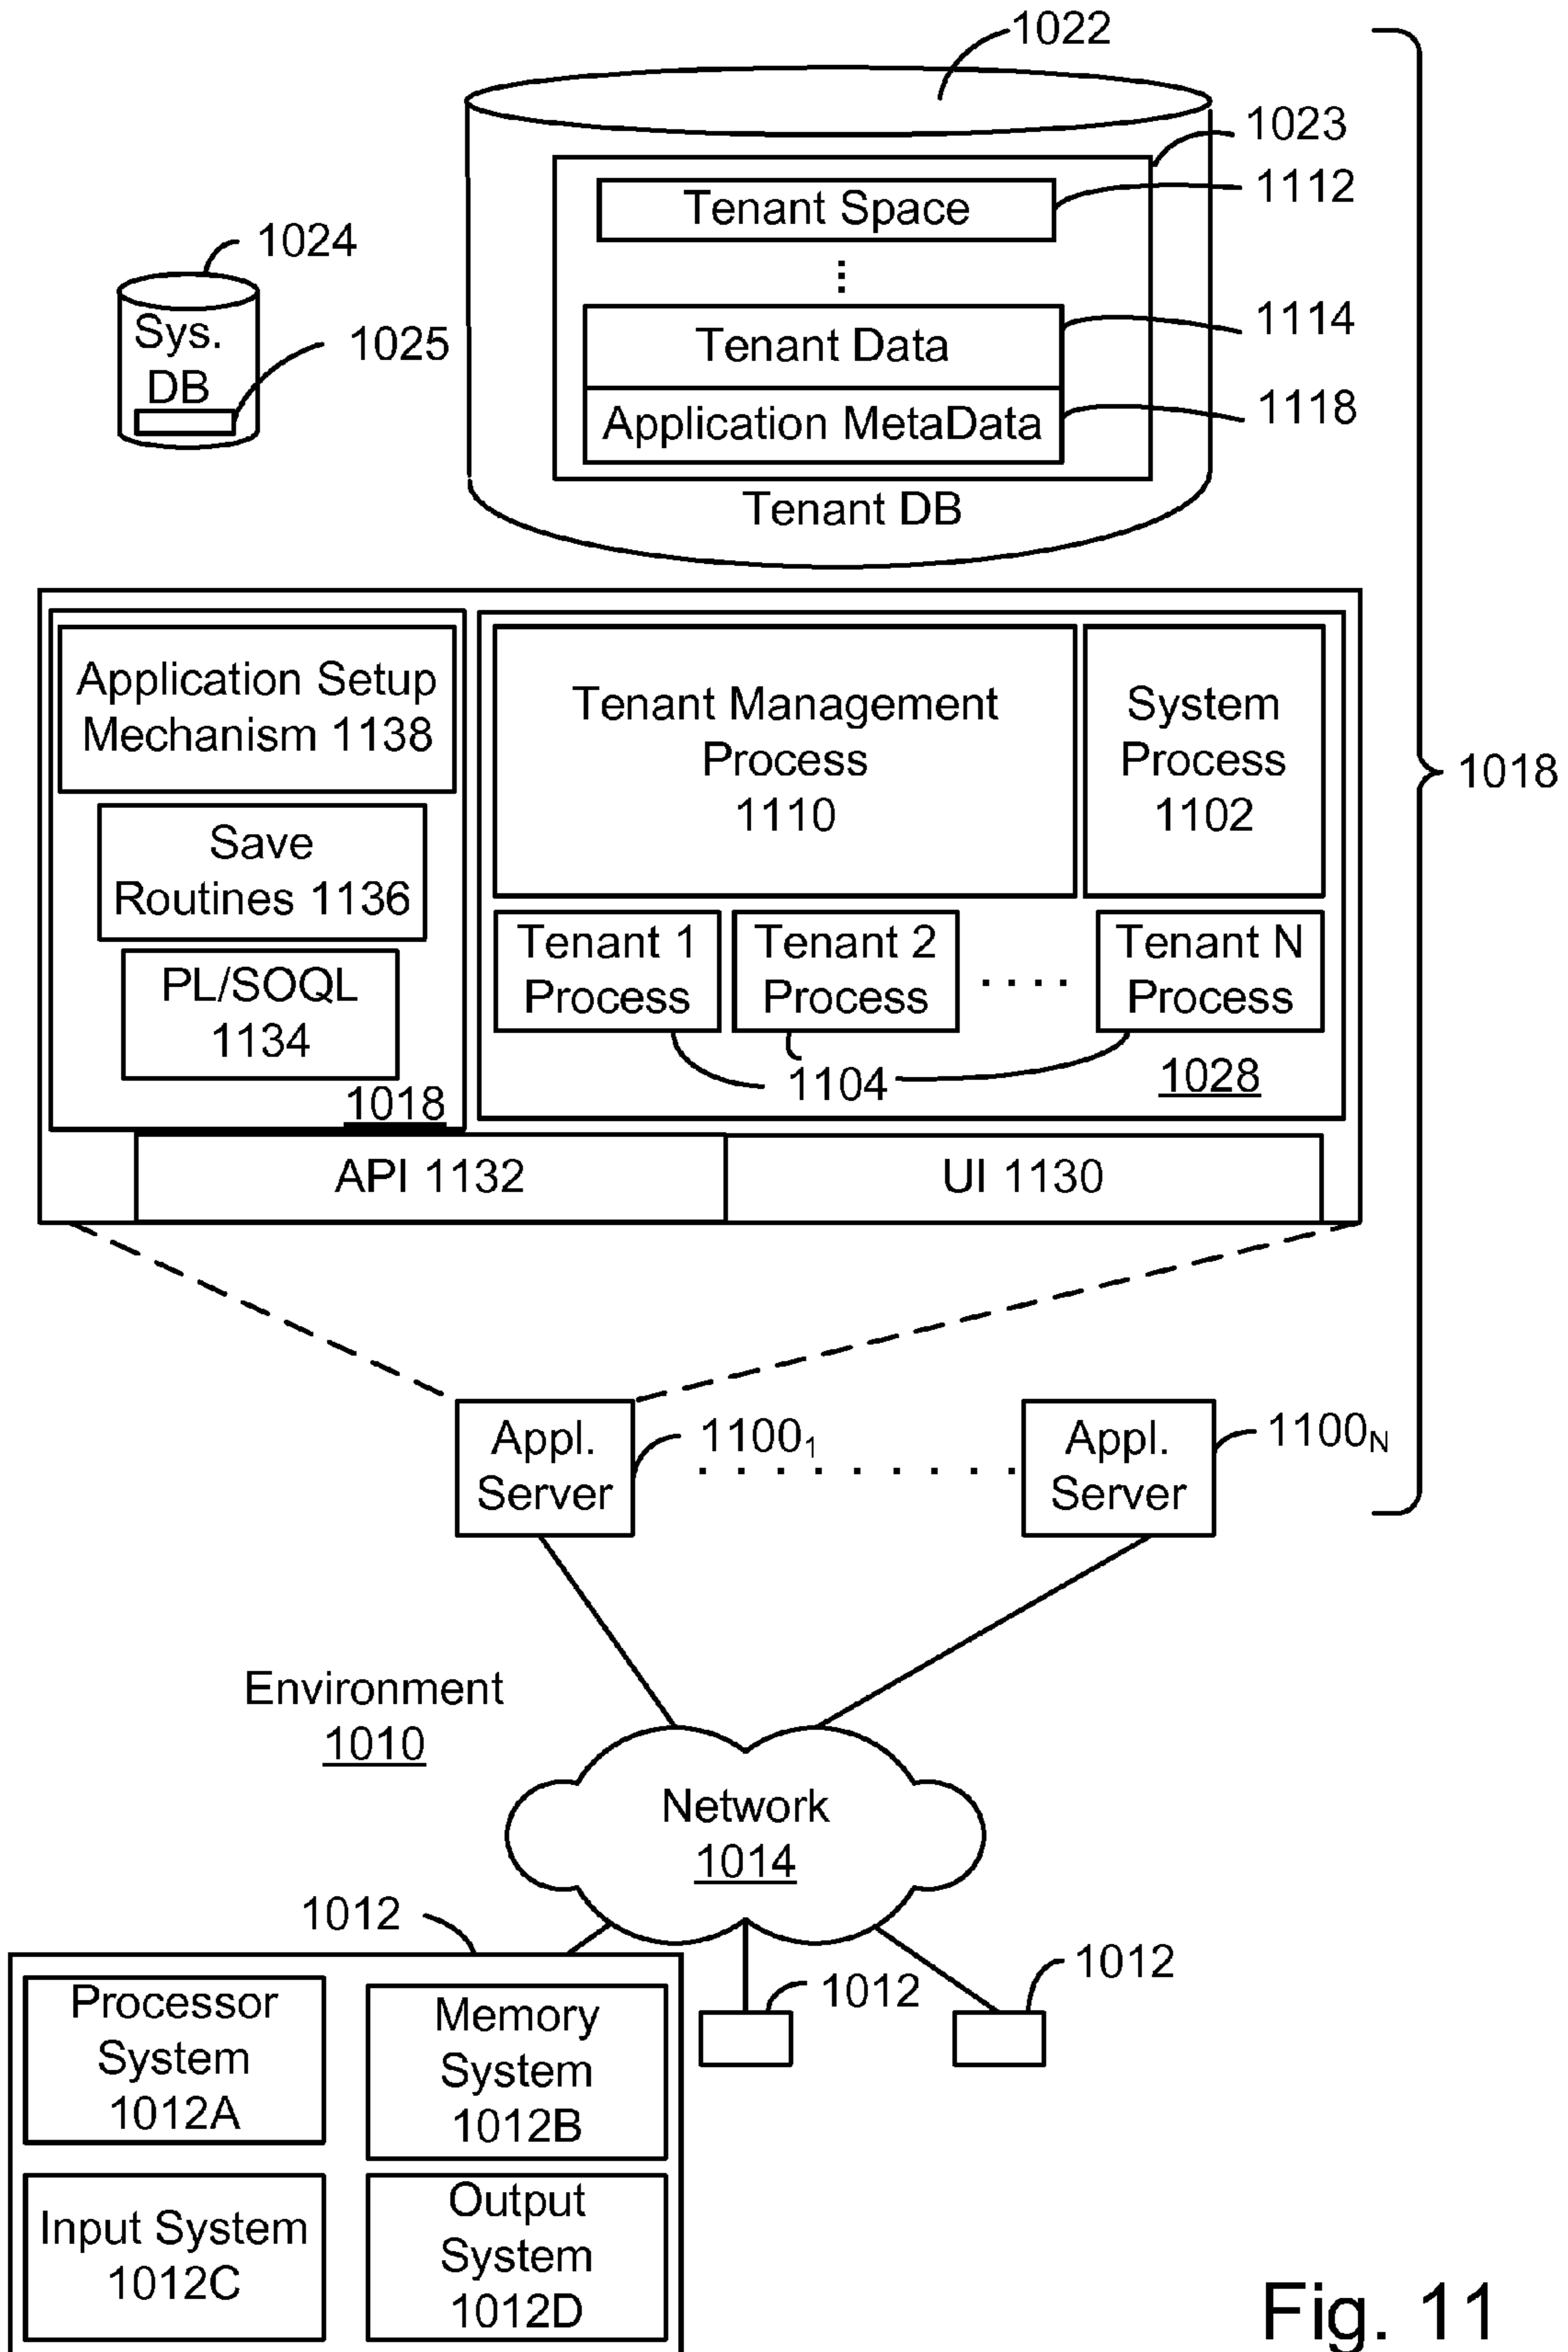 1022
1023
Tenant Space
1112
1024
Sys.
DB
1025
Tenant Data
1114
Application MetaData
1118
Tenant DB
Application Setup
Mechanism 1138
Save
Routines 1136
PL/SOQL
1134
1018
Tenant Management
Process
1110
System
Process
1102
Tenant 1
Process
Tenant 2
Process
. . . .
Tenant N
Process
1104
1028
API 1132
UI 1130
1018
Appl.
Server
1100₁
. . . . . . . . .
Appl.
Server
1100N
Environment
1010
Network
1014
1012
1012
1012
Processor
System
1012A
Memory
System
1012B
Input System
1012C
Output
System
1012D
Fig. 11